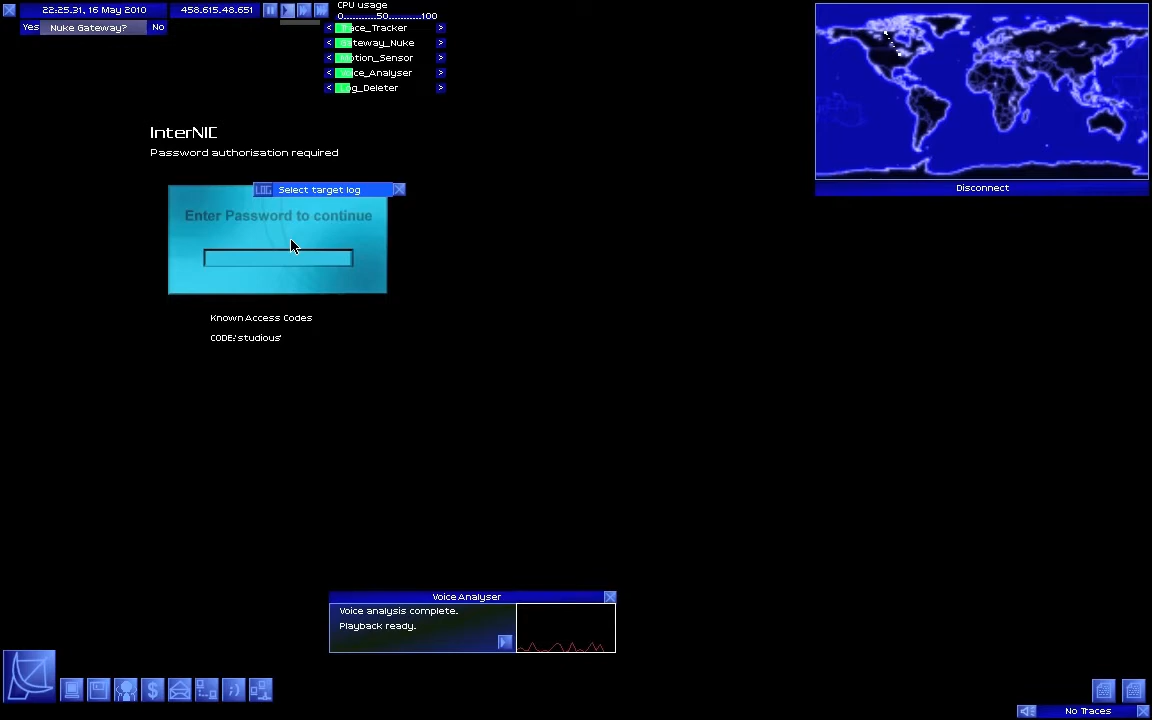 22:25.31, 16 May 2010
458.615.48.651
CPU usage
0...........50...........100
Yes
Nuke Gateway?
No
< Trace_Tracker >
< Gateway_Nuke >
< Motion_Sensor >
< Voice_Analyser >
< Log_Deleter >
InterNIC
Password authorisation required
LOG
Select target log
Enter Password to continue
Known Access Codes
CODE:'studious'
Disconnect
Voice Analyser
Voice analysis complete.
Playback ready.
$
;)
No Traces